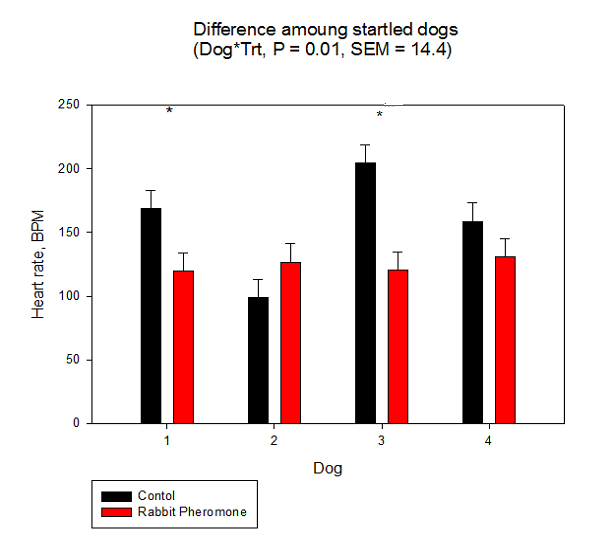 Difference amoung startled dogs
(Dog*Trt, P = 0.01, SEM = 14.4)
250
200
150
100
50
0
Heart rate, BPM
*
*
1
2
3
4
Dog
Contol
Rabbit Pheromone